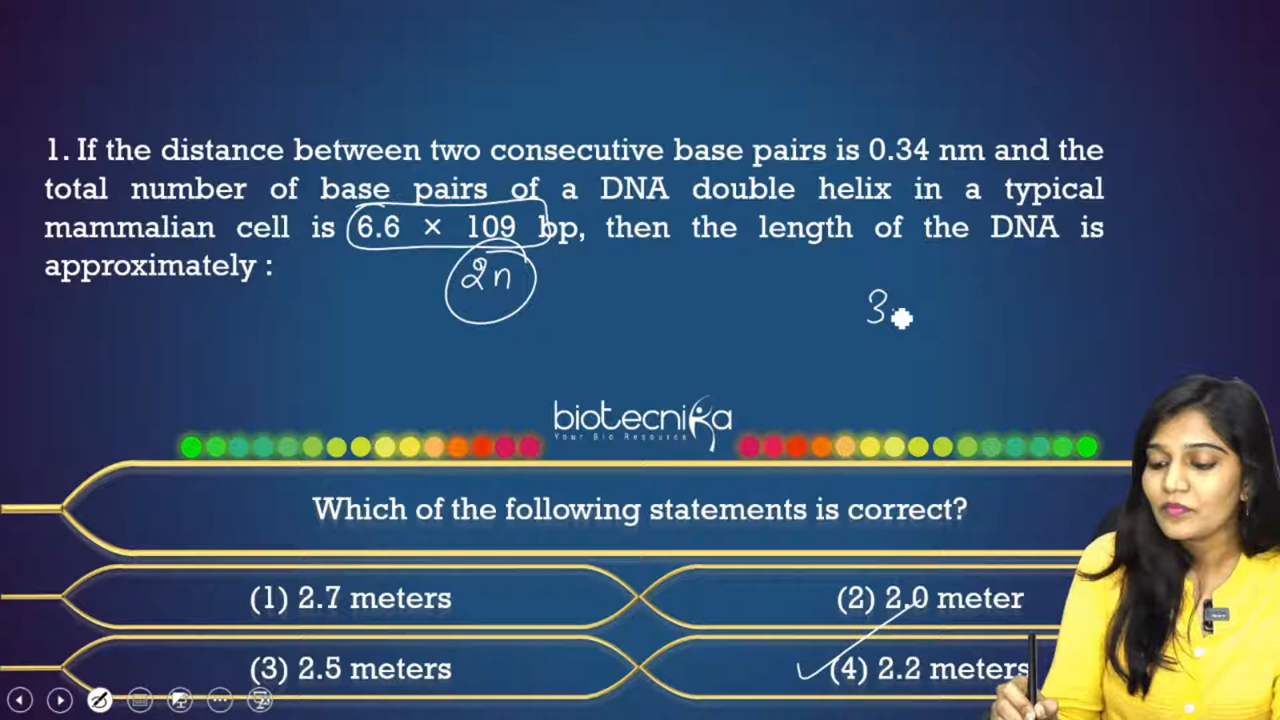 1. If the distance between two consecutive base pairs is 0.34 nm and the
total number of base pairs of a DNA double helix in a typical
mammalian cell is 6.6 × 109 bp, then the length of the DNA is
approximately :
2n
3.
biotecnika
Your Bio Resource
Which of the following statements is correct?
(1) 2.7 meters
(2) 2.0 meter
(3) 2.5 meters
(4) 2.2 meters